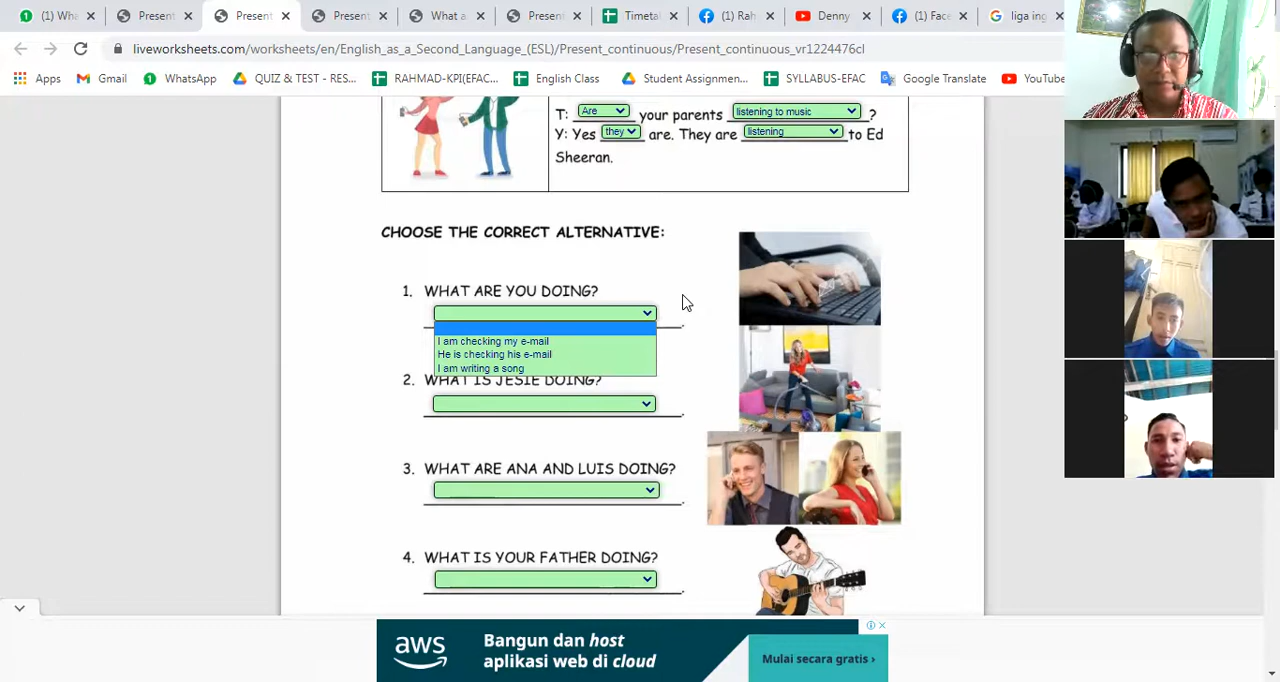 (1) Wha
Present
Present
Present
What a
Present
Timetal
(1) Rah
Denny
(1) Face
liga ing
liveworksheets.com/worksheets/en/English_as_a_Second_Language_(ESL)/Present_continuous/Present_continuous_vr1224476cl
Apps Gmail WhatsApp QUIZ & TEST - RES... RAHMAD-KPI(EFAC... English Class Student Assignmen... SYLLABUS-EFAC Google Translate YouTube
T: Are your parents listening to music ?
Y: Yes they are. They are listening to Ed
Sheeran.
CHOOSE THE CORRECT ALTERNATIVE:
1. WHAT ARE YOU DOING?
I am checking my e-mail
He is checking his e-mail
I am writing a song
2. WHAT IS JESIE DOING?
3. WHAT ARE ANA AND LUIS DOING?
4. WHAT IS YOUR FATHER DOING?
aws
Bangun dan host
aplikasi web di cloud
Mulai secara gratis ›